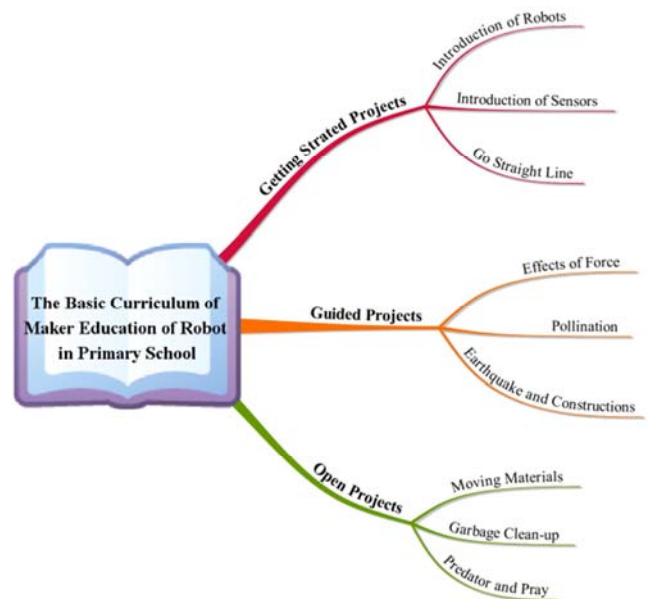 The Basic Curriculum of
Maker Education of Robot
in Primary School
Getting Strated Projects
Introduction of Robots
Introduction of Sensors
Go Straight Line
Guided Projects
Effects of Force
Pollination
Earthquake and Constructions
Open Projects
Moving Materials
Garbage Clean-up
Predator and Pray